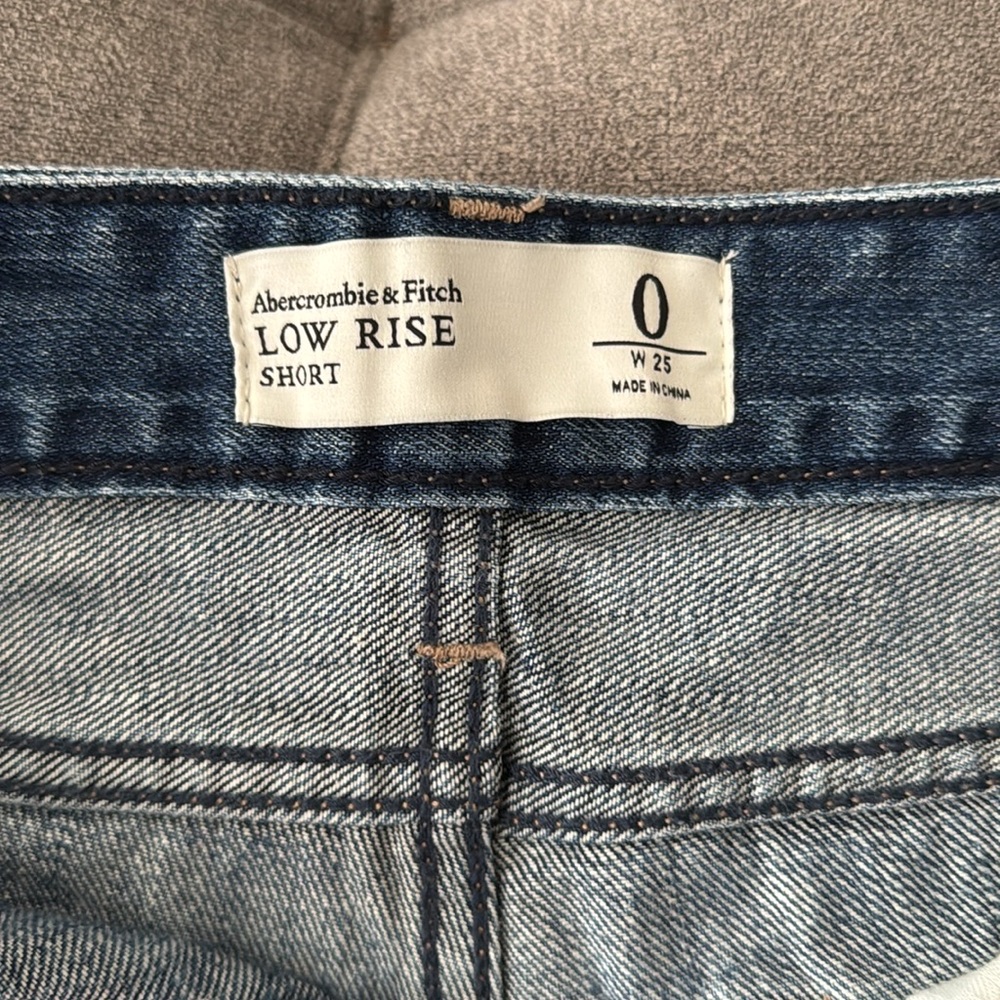 Abercrombie & Fitch
LOW RISE
SHORT
0
W 25
MADE IN CHINA